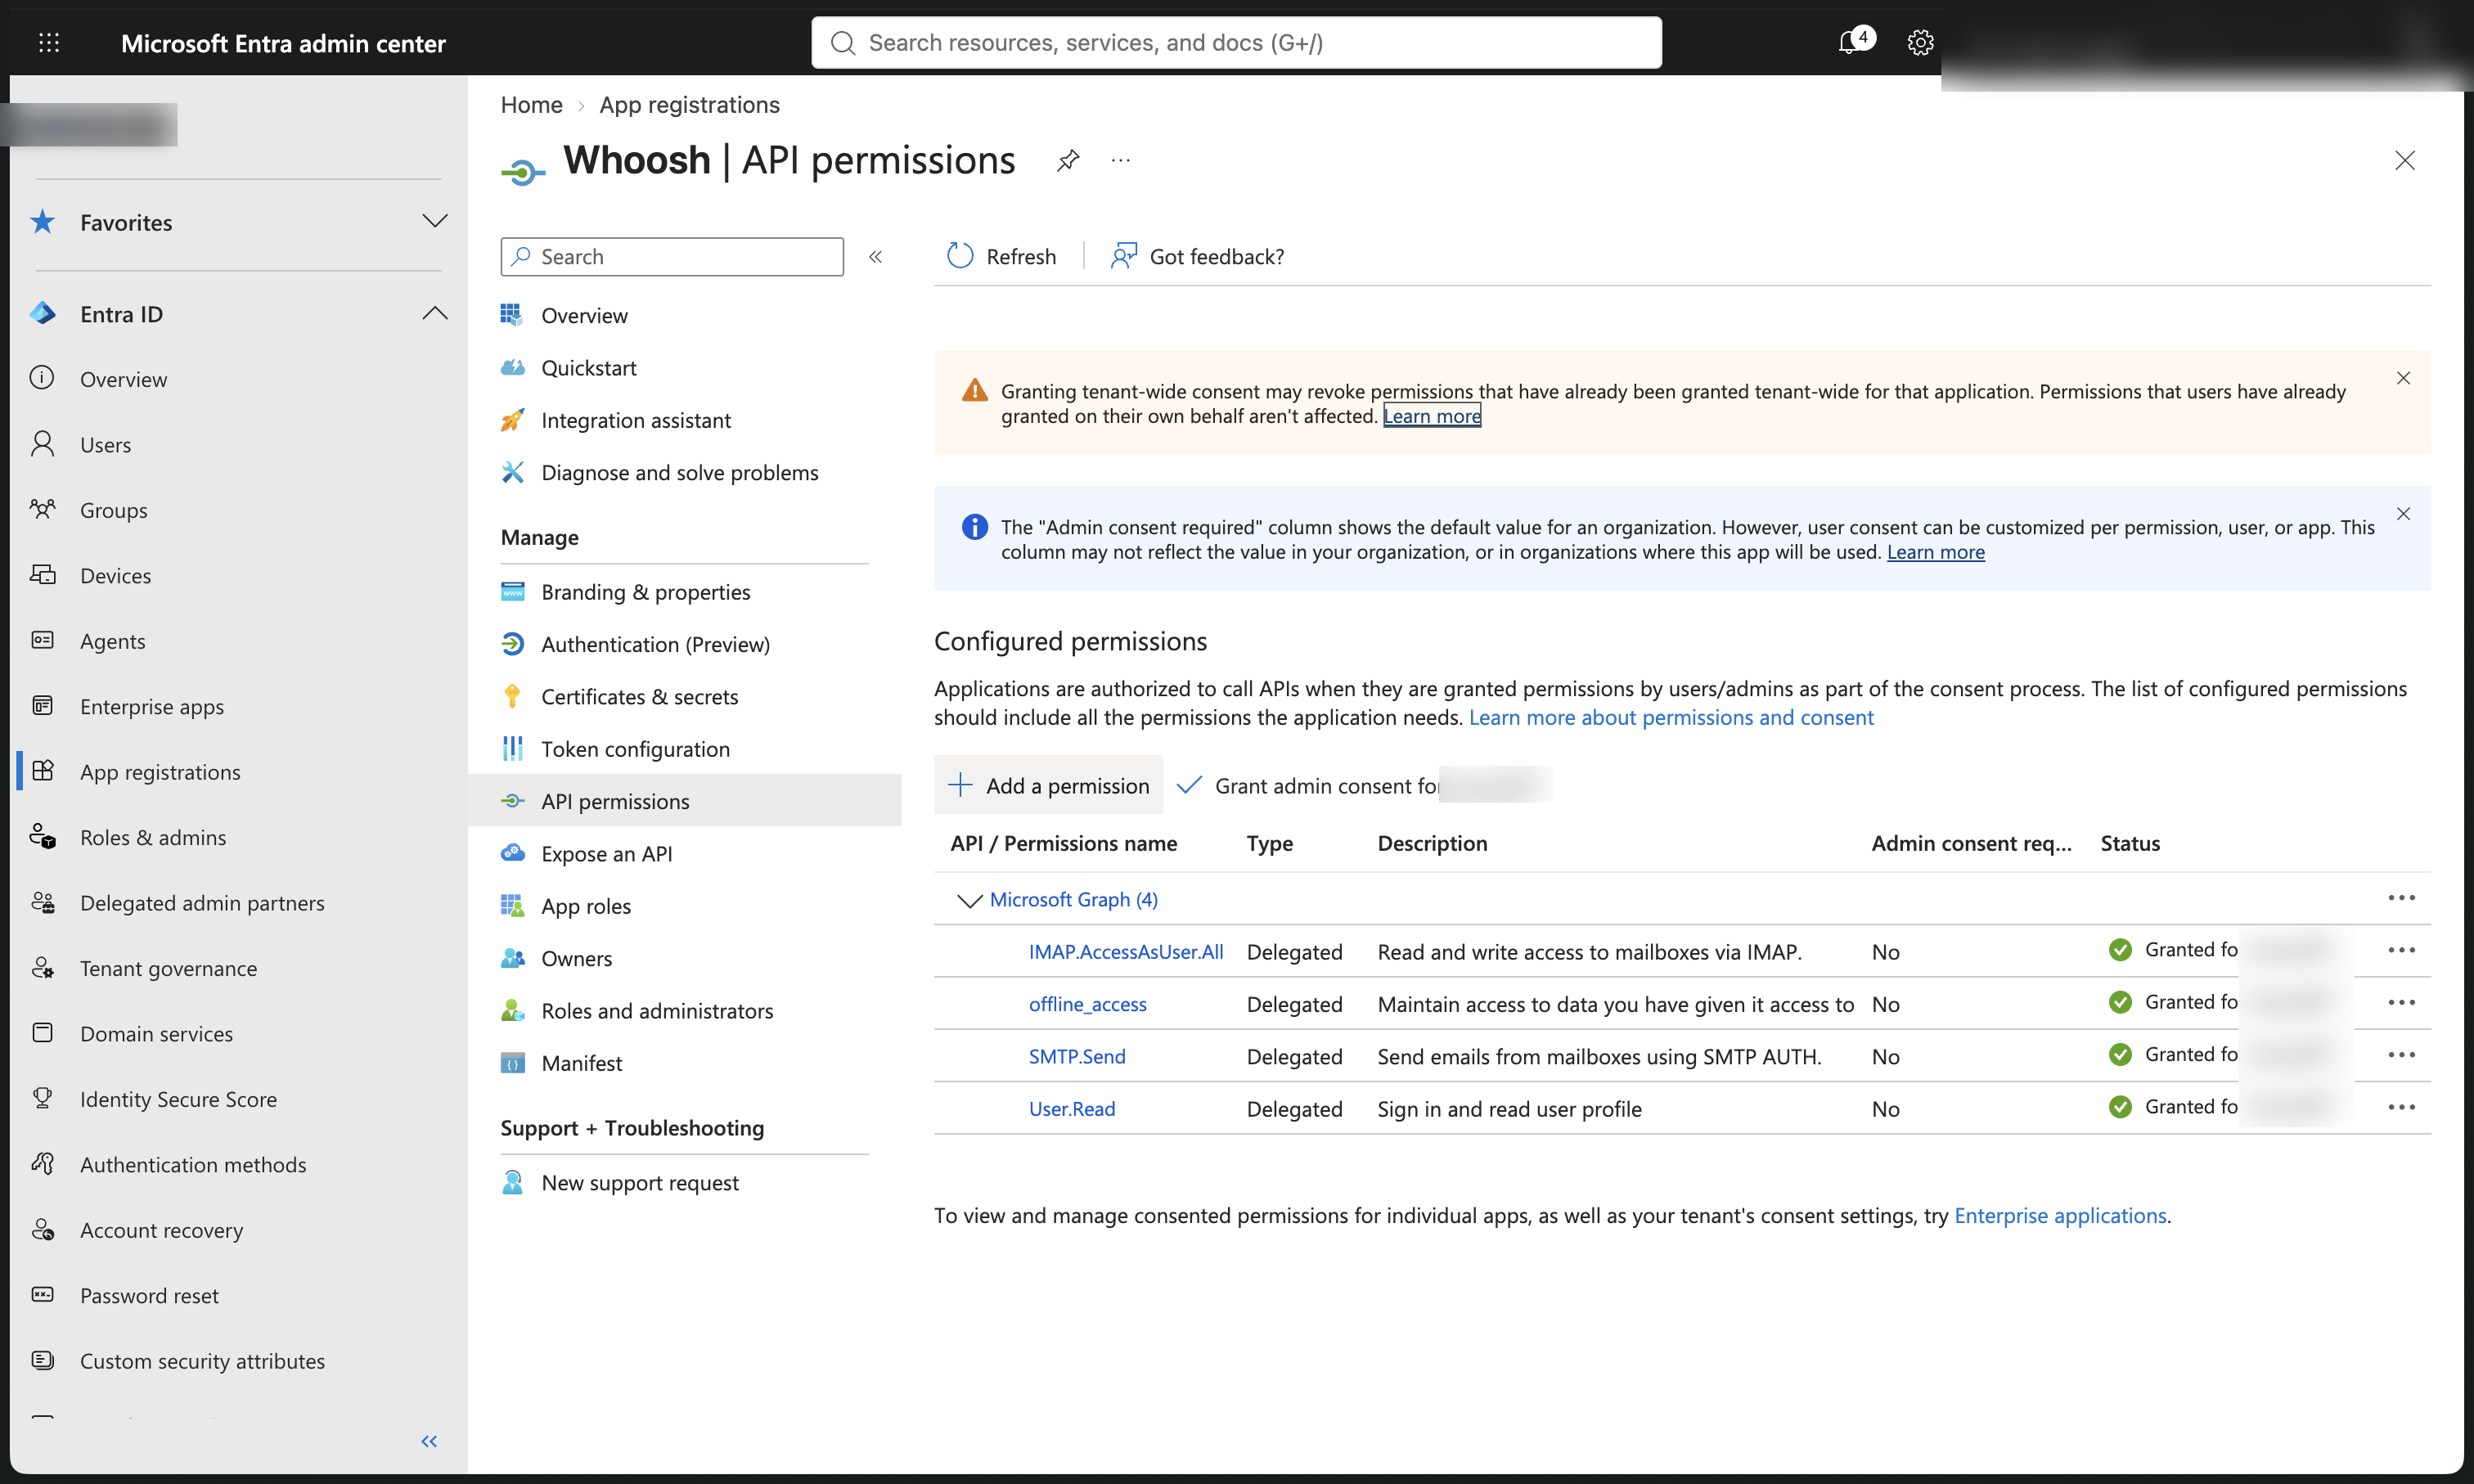 Microsoft Entra admin center
Search resources, services, and docs (G+/)
4
Home > App registrations
Whoosh | API permissions
Favorites
Entra ID
Overview
Users
Groups
Devices
Agents
Enterprise apps
App registrations
Roles & admins
Delegated admin partners
Tenant governance
Domain services
Identity Secure Score
Authentication methods
Account recovery
Password reset
Custom security attributes
Search
Overview
Quickstart
Integration assistant
Diagnose and solve problems
Manage
Branding & properties
Authentication (Preview)
Certificates & secrets
Token configuration
API permissions
Expose an API
App roles
Owners
Roles and administrators
Manifest
Support + Troubleshooting
New support request
Refresh
Got feedback?
Granting tenant-wide consent may revoke permissions that have already been granted tenant-wide for that application. Permissions that users have already
granted on their own behalf aren't affected. Learn more
The "Admin consent required" column shows the default value for an organization. However, user consent can be customized per permission, user, or app. This
column may not reflect the value in your organization, or in organizations where this app will be used. Learn more
Configured permissions
Applications are authorized to call APIs when they are granted permissions by users/admins as part of the consent process. The list of configured permissions
should include all the permissions the application needs. Learn more about permissions and consent
Add a permission Grant admin consent fo
API / Permissions name Type Description Admin consent req... Status
Microsoft Graph (4)
IMAP.AccessAsUser.All Delegated Read and write access to mailboxes via IMAP. No Granted fo
offline_access Delegated Maintain access to data you have given it access to No Granted fo
SMTP.Send Delegated Send emails from mailboxes using SMTP AUTH. No Granted fo
User.Read Delegated Sign in and read user profile No Granted fo
To view and manage consented permissions for individual apps, as well as your tenant's consent settings, try Enterprise applications.